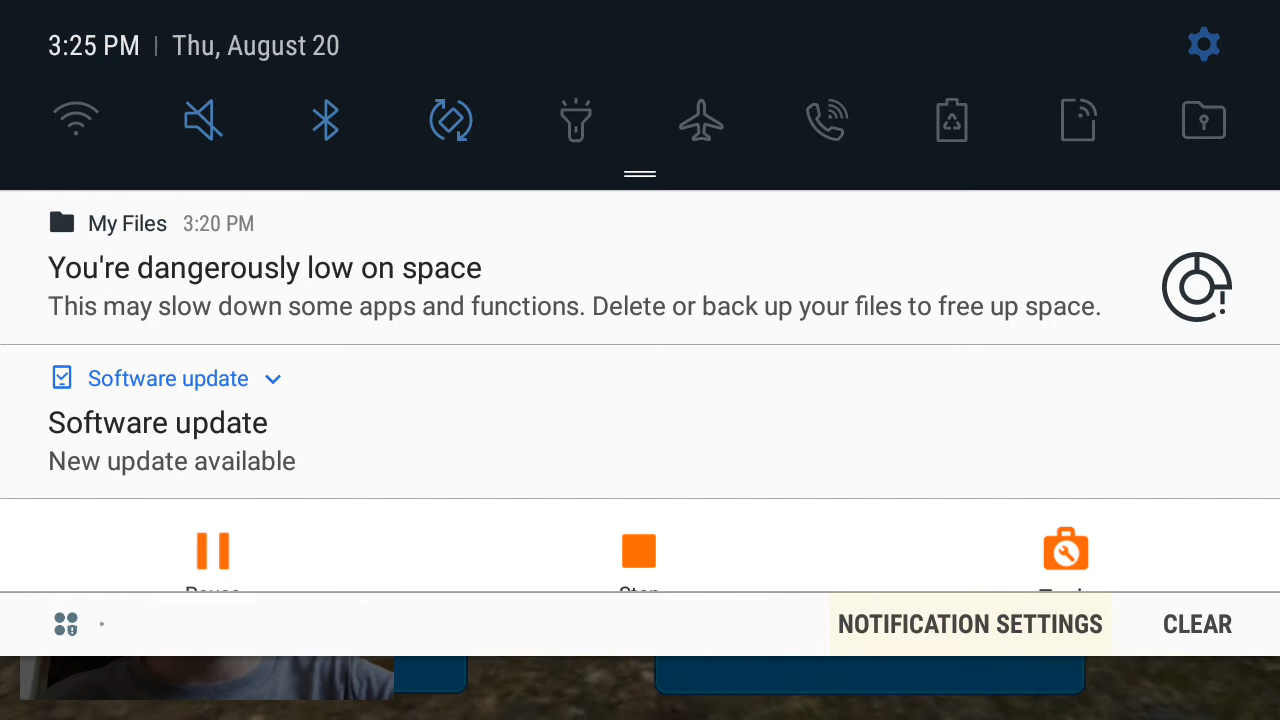 3:25 PM | Thu, August 20
My Files 3:20 PM
You're dangerously low on space
This may slow down some apps and functions. Delete or back up your files to free up space.
Software update
Software update
New update available
NOTIFICATION SETTINGS CLEAR